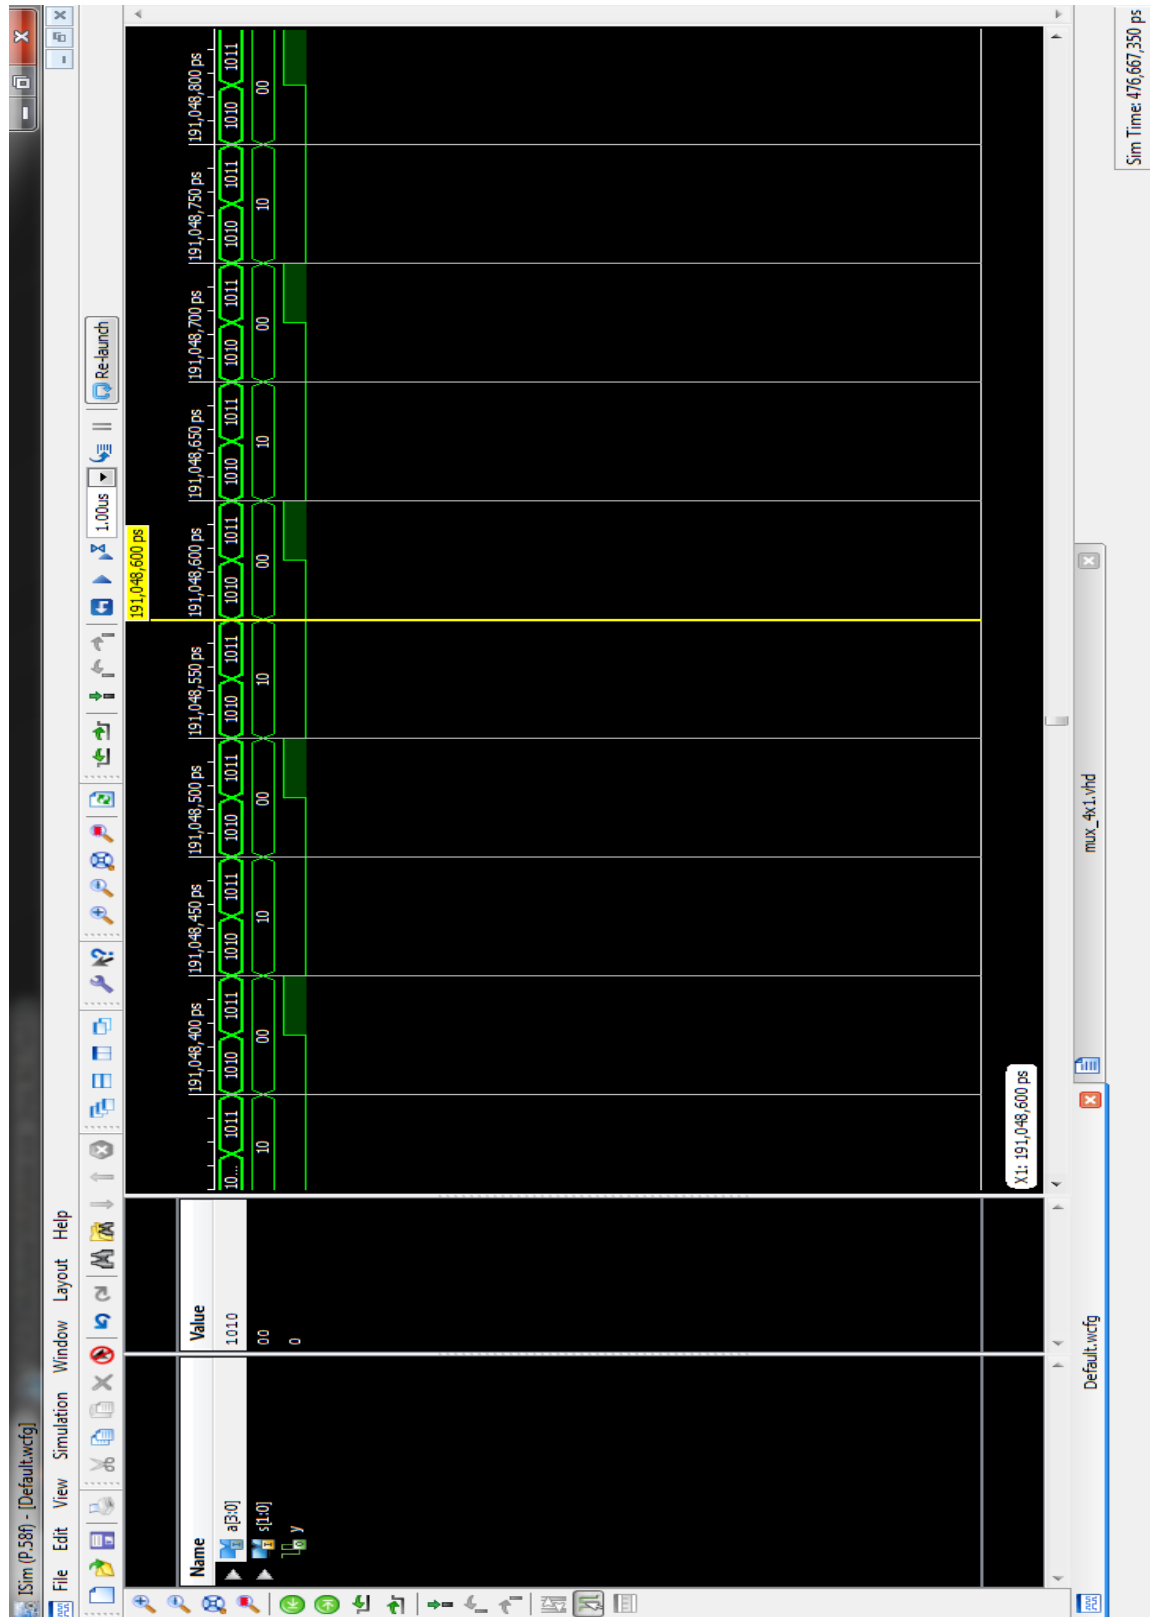 ISim (P.58f) - [Default.wcfg]
File Edit View Simulation Window Layout Help
1.00us Re-launch
191,048,600 ps
Name Value
191,048,400 ps 191,048,450 ps 191,048,500 ps 191,048,550 ps 191,048,600 ps 191,048,650 ps 191,048,700 ps 191,048,750 ps 191,048,800 ps
a[3:0] 1010 10... 1011 1010 1011 1010 1011 1010 1011 1010 1011 1010 1011 1010 1011 1010 1011 1010 1011 1010 1011
s[1:0] 00 10 00 10 00 10 00 10 00 10 00
y 0
X1: 191,048,600 ps
Default.wcfg mux_4x1.vhd
Sim Time: 476,667,350 ps